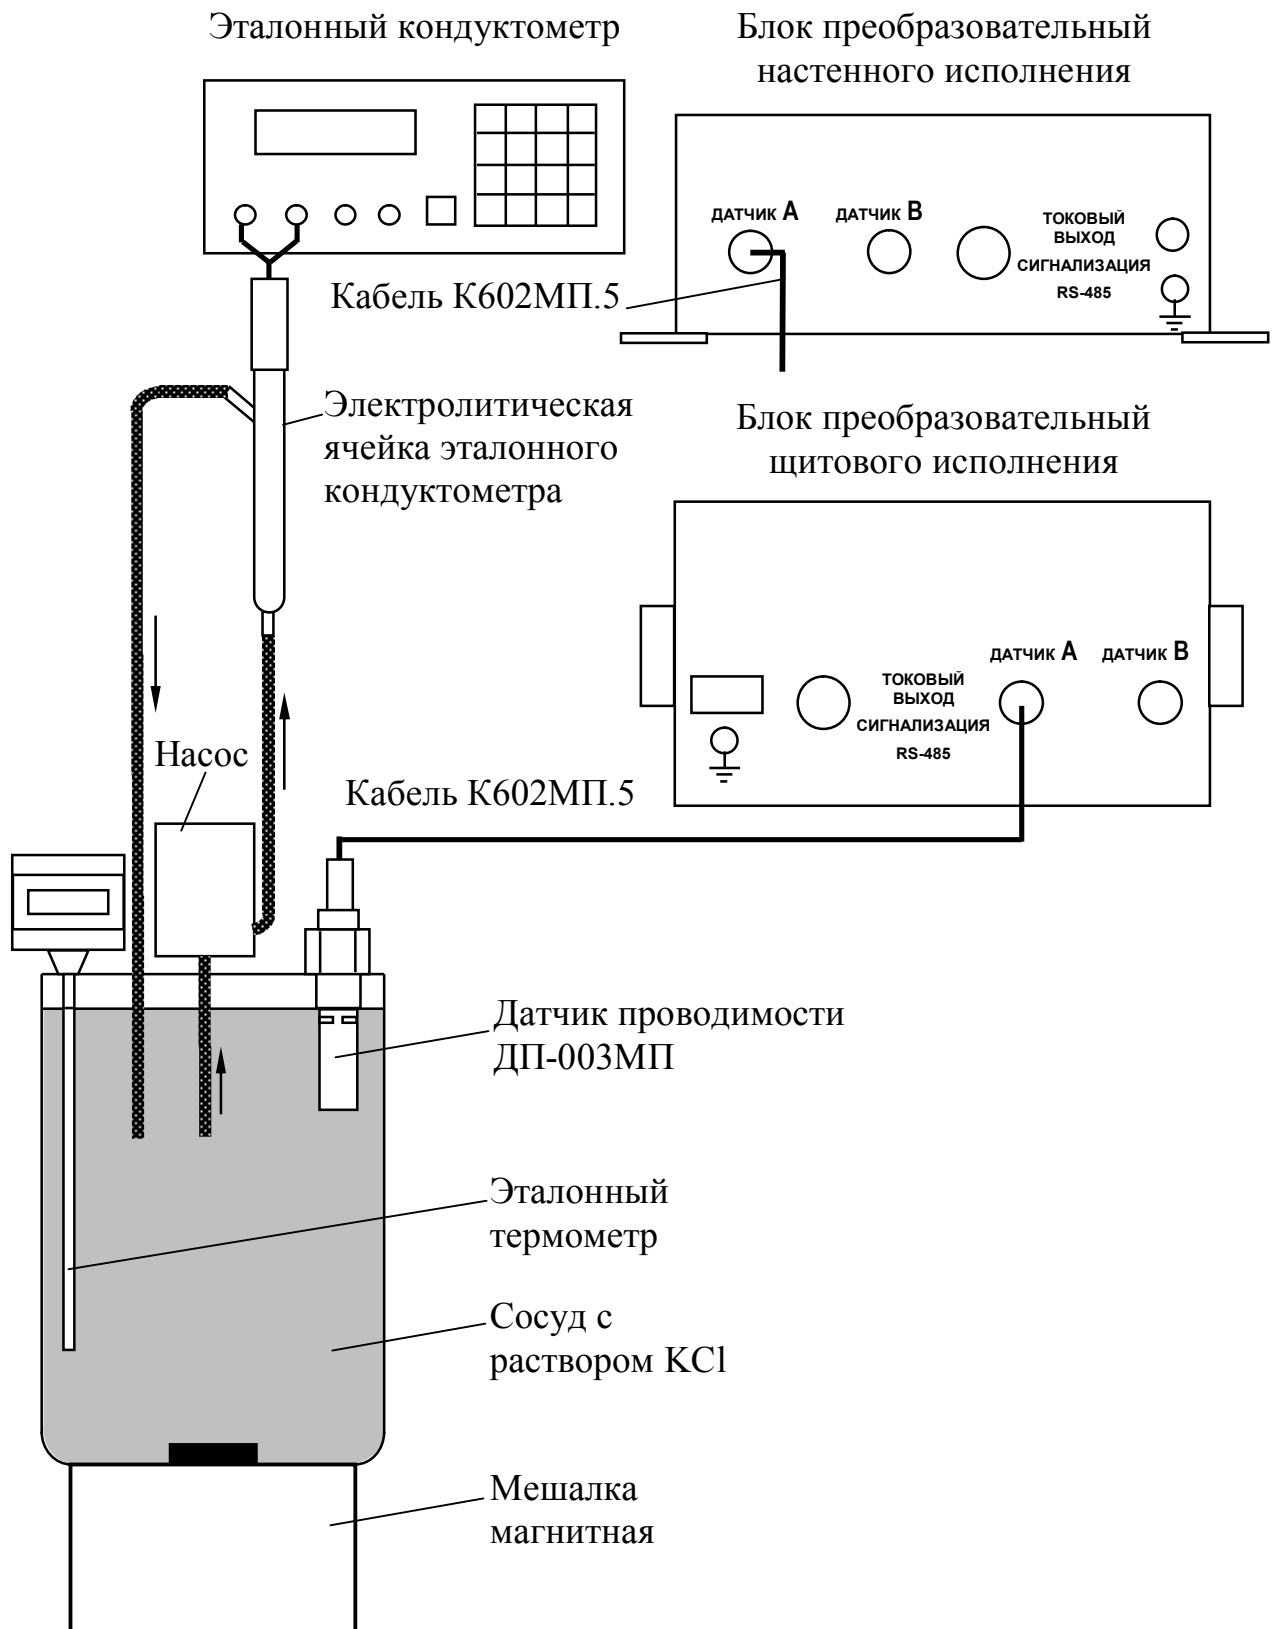 Эталонный кондуктометр
Блок преобразовательный
настенного исполнения
ДАТЧИК А
ДАТЧИК В
ТОКОВЫЙ
ВЫХОД
СИГНАЛИЗАЦИЯ
RS-485
Кабель К602МП.5
Электролитическая
ячейка эталонного
кондуктометра
Блок преобразовательный
щитового исполнения
ДАТЧИК А
ДАТЧИК В
ТОКОВЫЙ
ВЫХОД
СИГНАЛИЗАЦИЯ
RS-485
Насос
Кабель К602МП.5
Датчик проводимости
ДП-003МП
Эталонный
термометр
Сосуд с
раствором KCl
Мешалка
магнитная